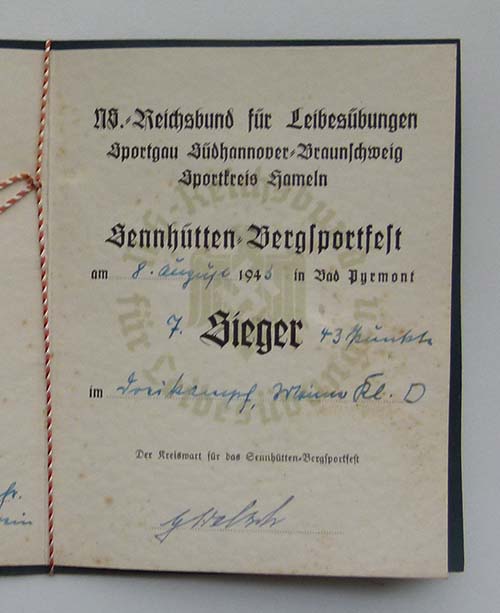 NS.-Reichsbund für Leibesübungen
Sportgau Südhannover-Braunschweig
Sportkreis Hameln
Sennhütten-Bergsportfest
am 8. August 1943 in Bad Pyrmont
7. Sieger 43 Punkte
im Dreikampf, Männer Kl. D
Der Kreiswart für das Sennhütten-Bergsportfest